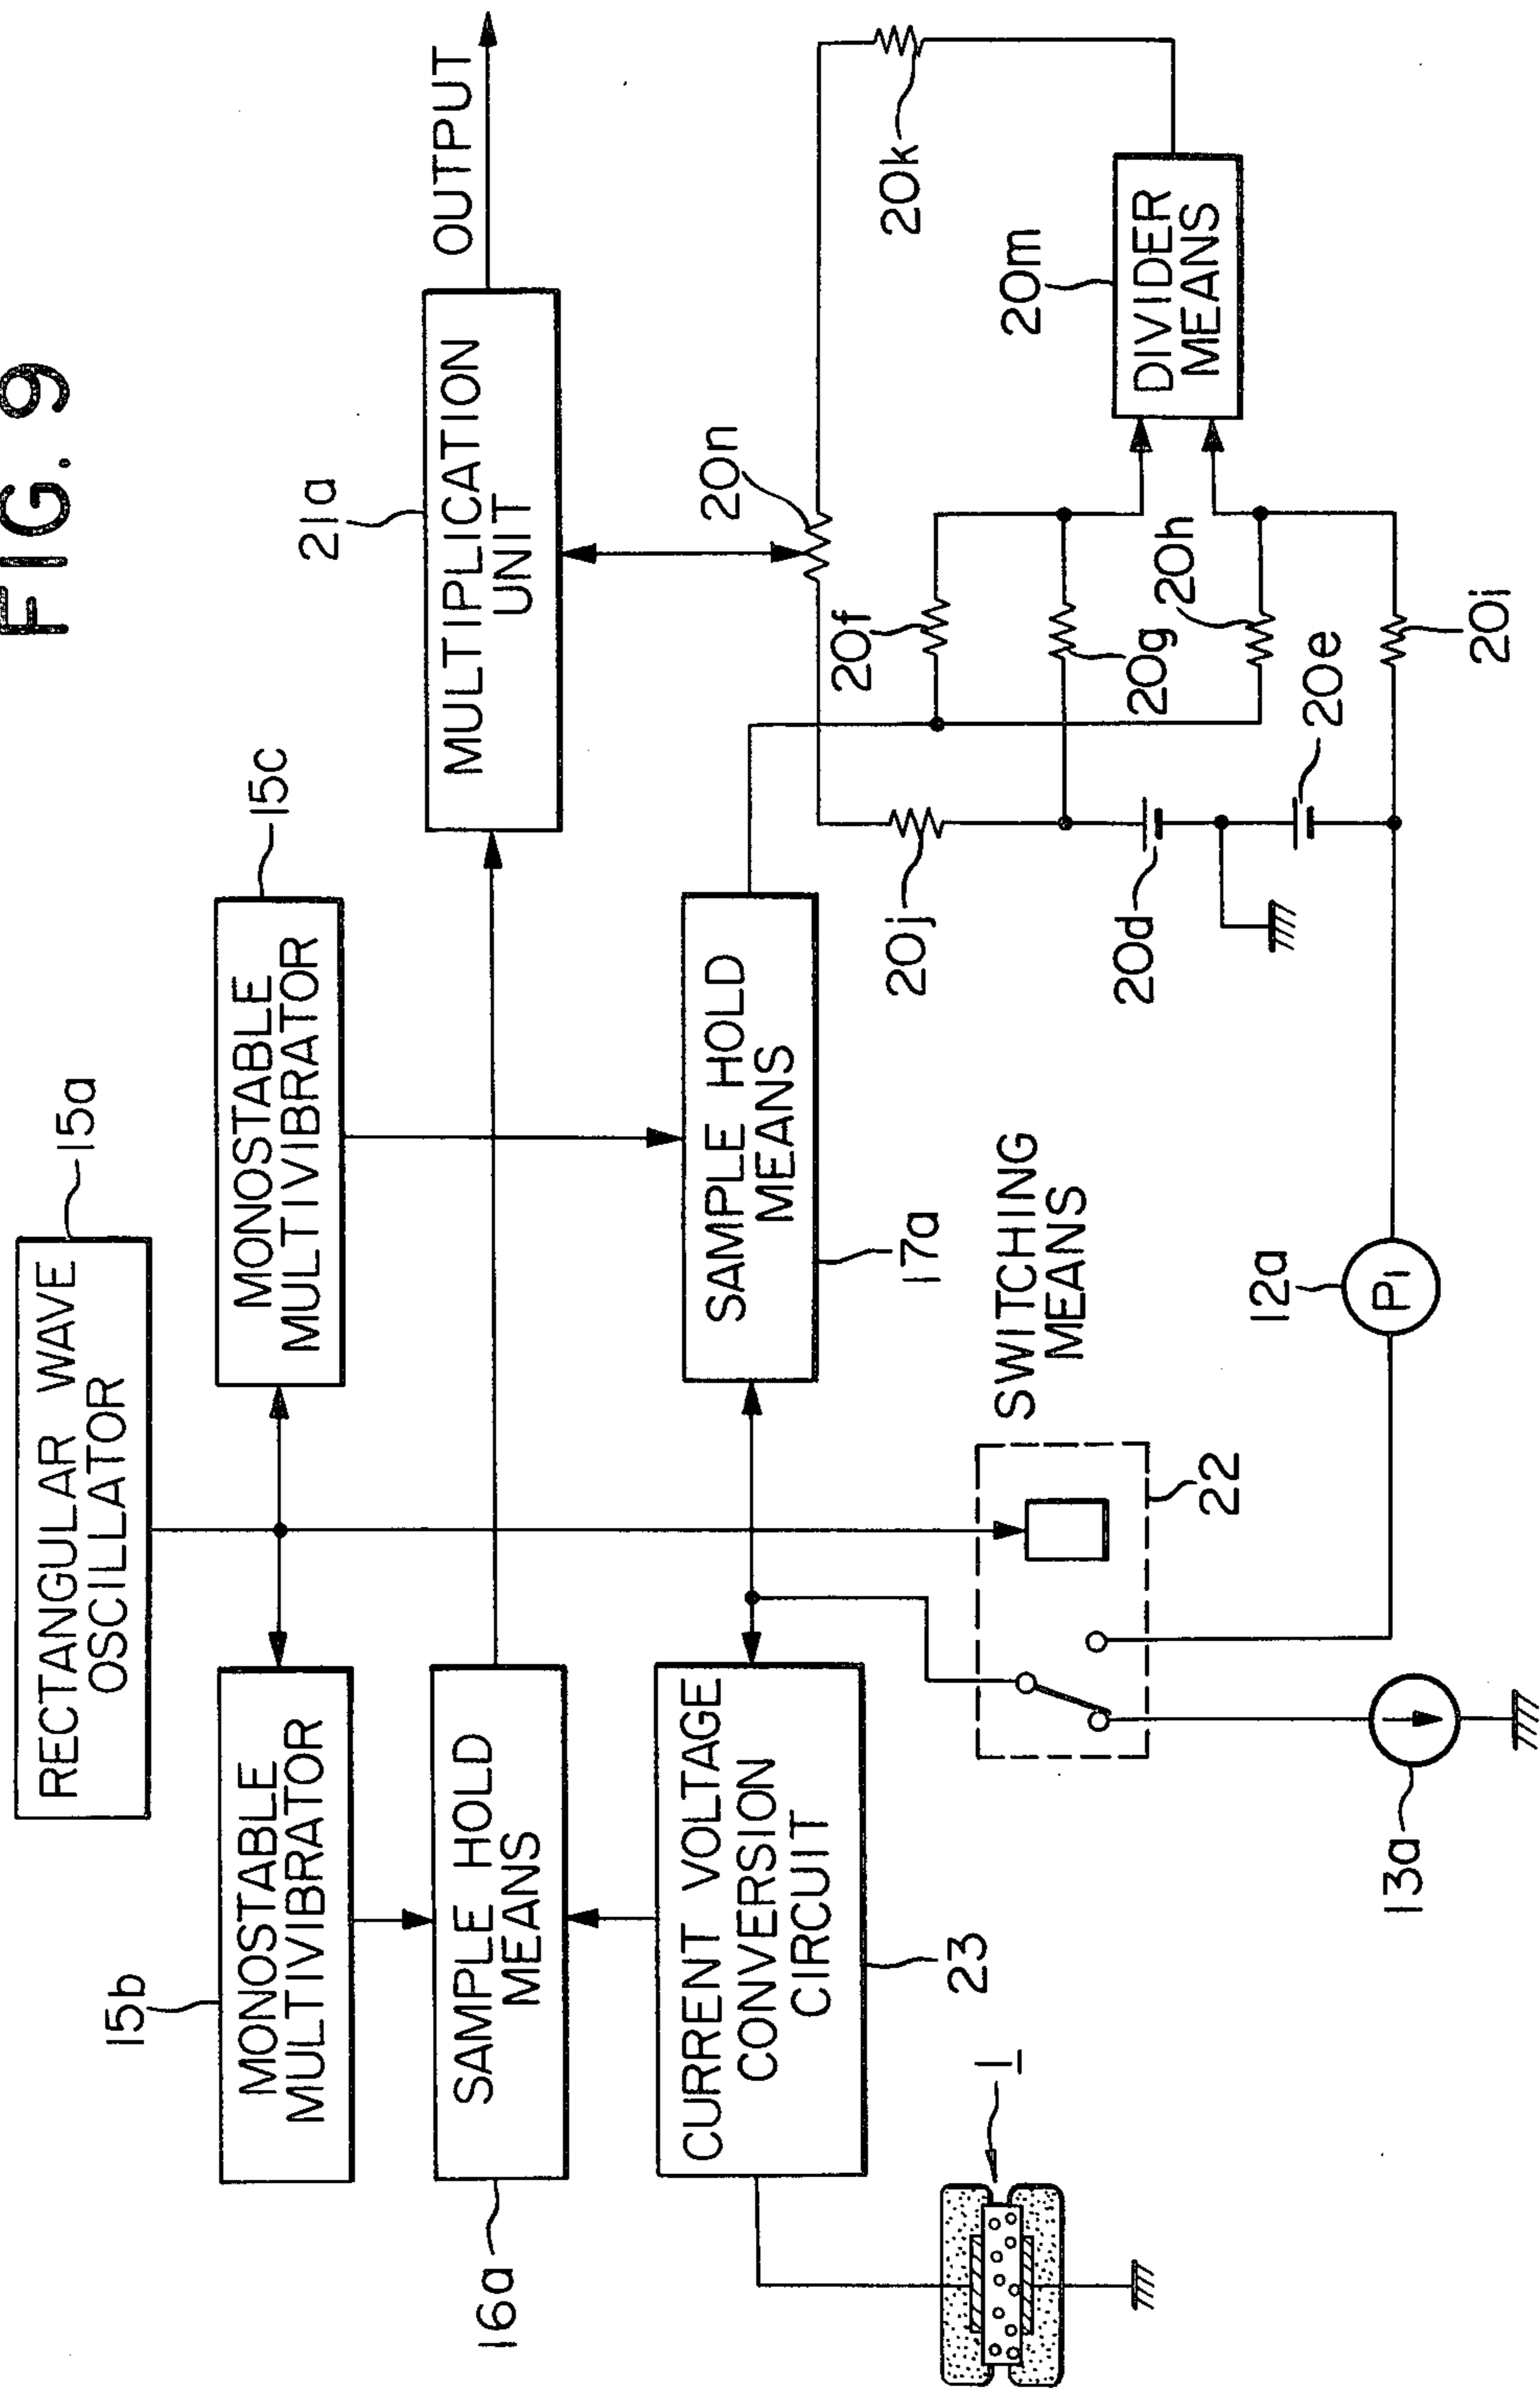 FIG. 9
RECTANGULAR WAVE
OSCILLATOR
15a
15b
MONOSTABLE
MULTIVIBRATOR
MONOSTABLE
MULTIVIBRATOR
15c
16a
SAMPLE HOLD
MEANS
21a
MULTIPLICATION
UNIT
OUTPUT
CURRENT VOLTAGE
CONVERSION
CIRCUIT
23
SAMPLE HOLD
MEANS
17a
20n
20k
20j
20f
20g
20h
20i
20d
20e
20m
DIVIDER
MEANS
SWITCHING
MEANS
22
1
13a
12a
P1